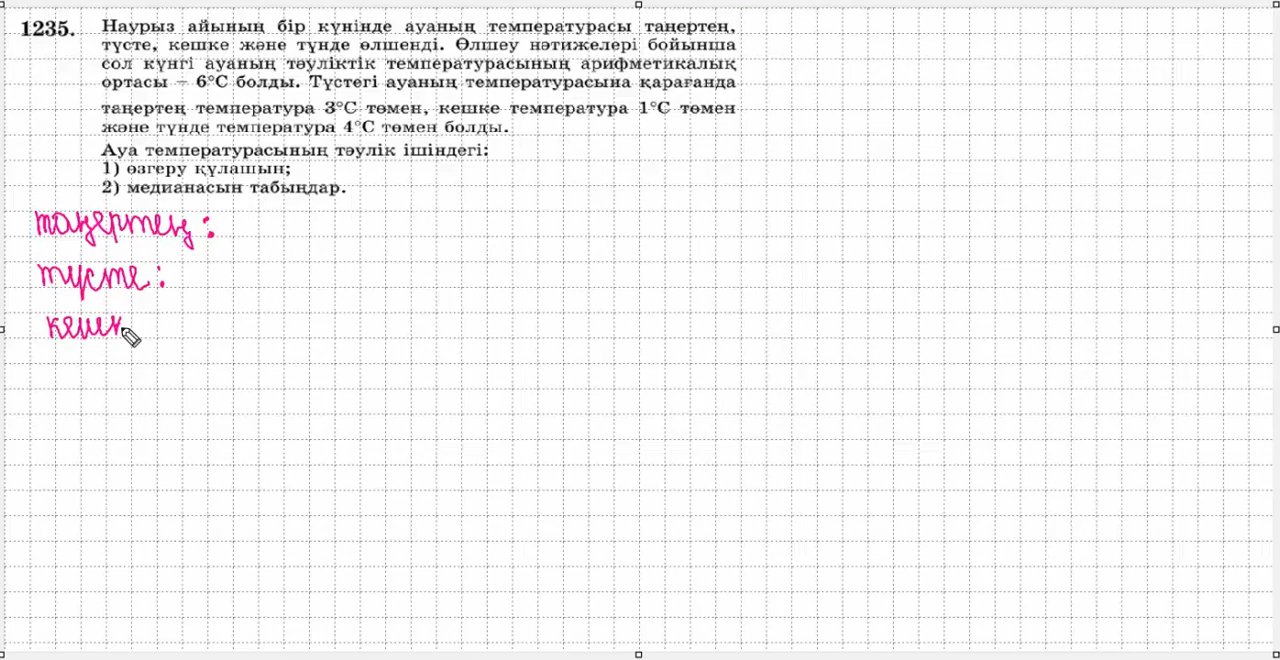 1235. Наурыз айының бір күнінде ауаның температурасы таңертең,
түсте, кешке және түнде өлшенді. Өлшеу нәтижелері бойынша
сол күнгі ауаның тәуліктік температурасының арифметикалық
ортасы – 6°С болды. Түстегі ауаның температурасына қарағанда
таңертең температура 3°С төмен, кешке температура 1°С төмен
және түнде температура 4°С төмен болды.
Ауа температурасының тәулік ішіндегі:
1) өзгеру құлашын;
2) медианасын табыңдар.
таңертең:
түсте:
кешк